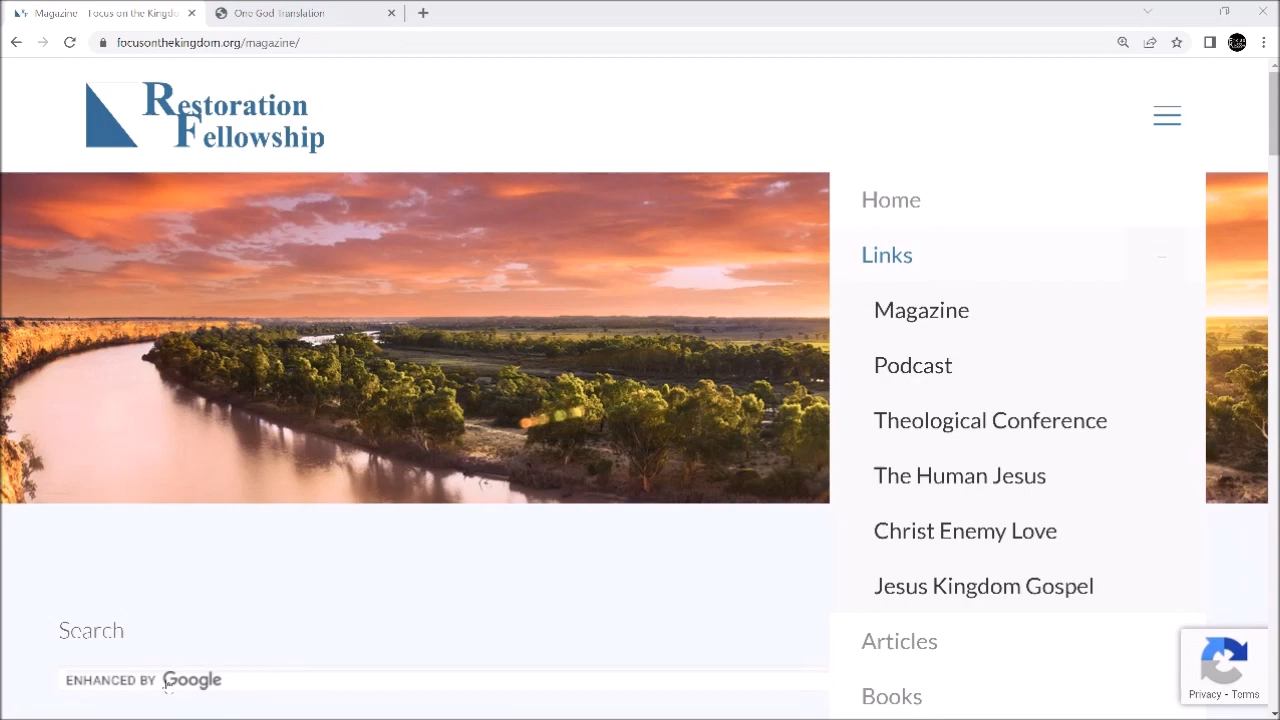 Magazine - Focus on the Kingdo
One God Translation
focusonthekingdom.org/magazine/
Restoration
Fellowship
Home
Links
Magazine
Podcast
Theological Conference
The Human Jesus
Christ Enemy Love
Jesus Kingdom Gospel
Articles
Books
Search
ENHANCED BY Google
Privacy - Terms